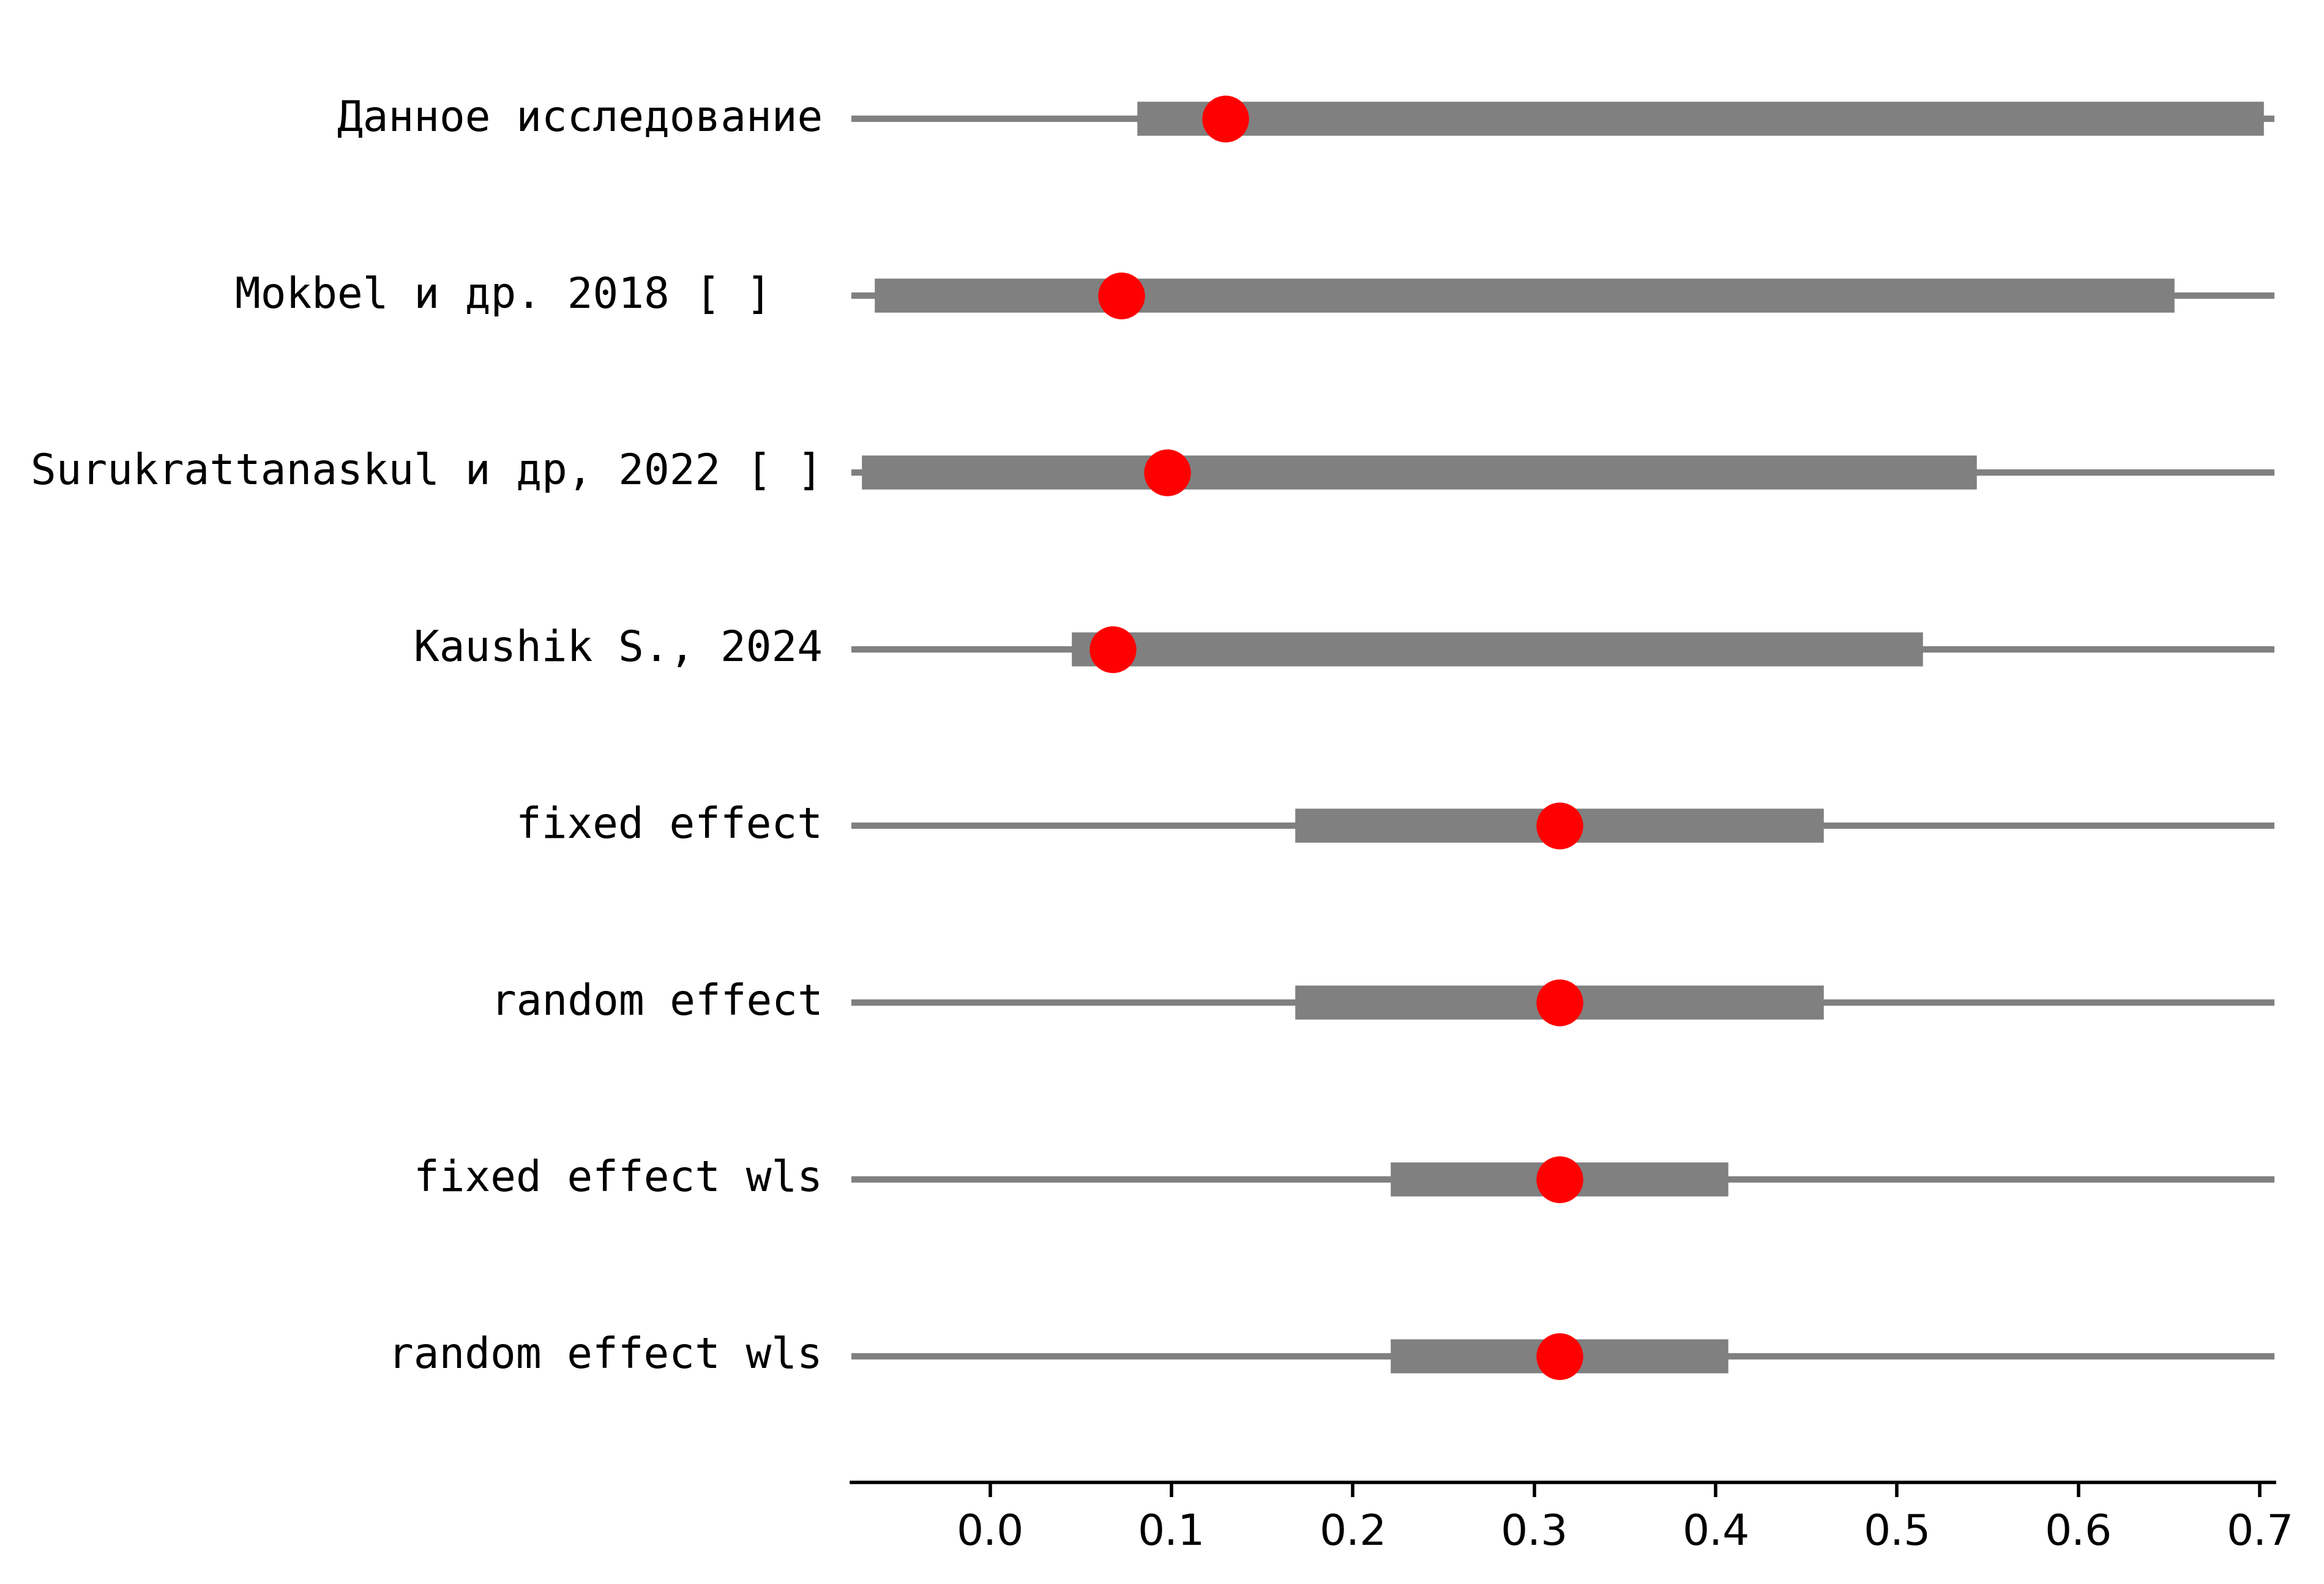 Данное исследование
Mokbel и др. 2018 [ ]
Surukrattanaskul и др, 2022 [ ]
Kaushik S., 2024
fixed effect
random effect
fixed effect wls
random effect wls
0.0 0.1 0.2 0.3 0.4 0.5 0.6 0.7